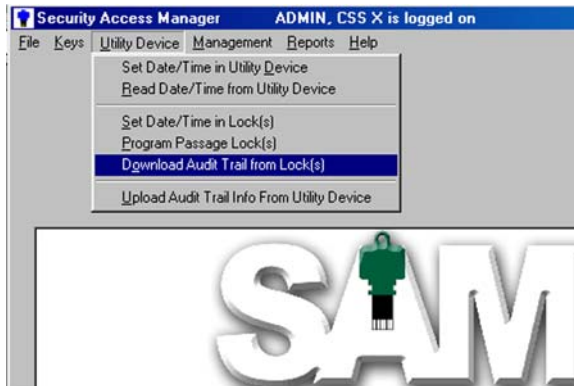 Security Access Manager ADMIN, CSS X is logged on
File Keys Utility Device Management Reports Help
Set Date/Time in Utility Device
Read Date/Time from Utility Device
Set Date/Time in Lock(s)
Program Passage Lock(s)
Download Audit Trail from Lock(s)
Upload Audit Trail Info From Utility Device
SAM